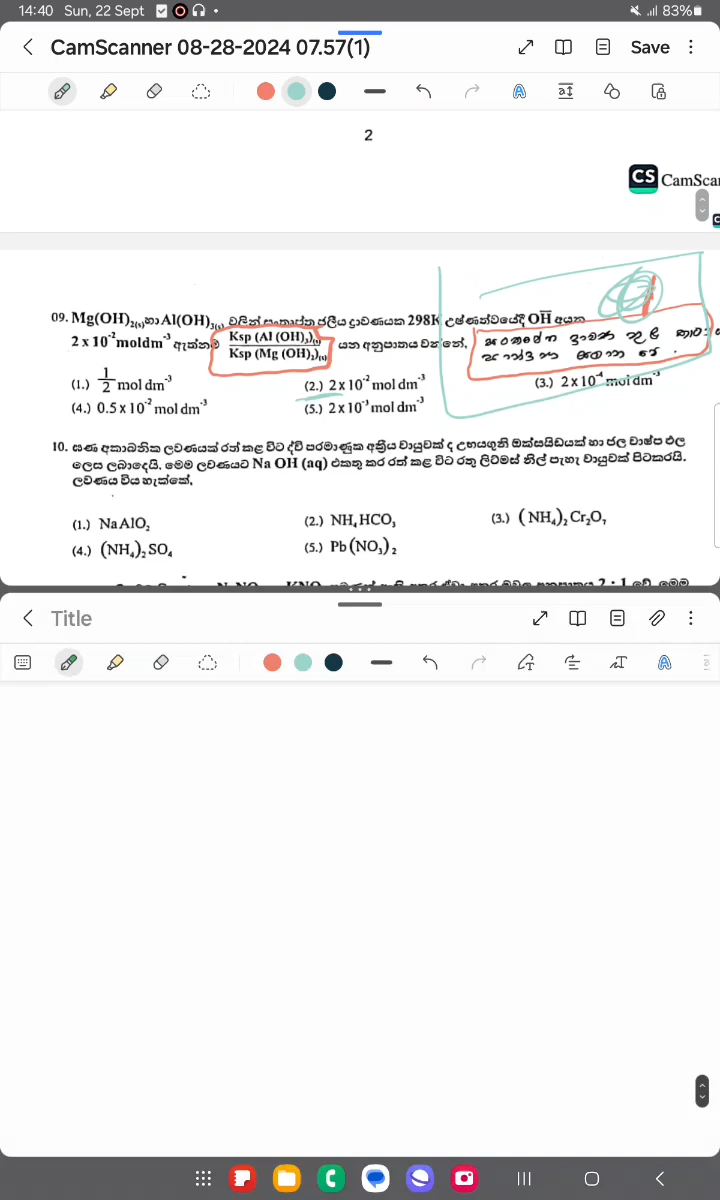 14:40 Sun, 22 Sept 83%
CamScanner 08-28-2024 07.57(1) Save
2
CS CamScan
09. Mg(OH)₂₍ₛ₎හා Al(OH)₃₍ₛ₎ වලින් සංතෘප්ත ජලීය ද්‍රාවණයක 298K උෂ්ණත්වයේදී OH අයන
2 x 10⁻² moldm⁻³ ඇත්නම් Ksp (Al (OH)₃) / Ksp (Mg (OH)₂) යන අනුපාතය වන්නේ,
(1.) 1/2 mol dm⁻³ (2.) 2 x 10⁻² mol dm⁻³ (3.) 2 x 10⁻⁴ mol dm⁻³
(4.) 0.5 x 10⁻² mol dm⁻³ (5.) 2 x 10⁻³ mol dm⁻³
10. ඝණ අකාබනික ලවණයක් රත් කළ විට ද්වි පරමාණුක අක්‍රීය වායුවක් ද උභයගුනි ඔක්සයිඩයක් හා ජල වාෂ්ප ඵල
ලෙස ලබාදෙයි. මෙම ලවණයට Na OH (aq) එකතු කර රත් කළ විට රතු ලිට්මස් නිල් පැහැ වායුවක් පිටකරයි.
ලවණය විය හැක්කේ,
(1.) NaAlO₂ (2.) NH₄HCO₃ (3.) (NH₄)₂Cr₂O₇
(4.) (NH₄)₂SO₄ (5.) Pb(NO₃)₂
Title